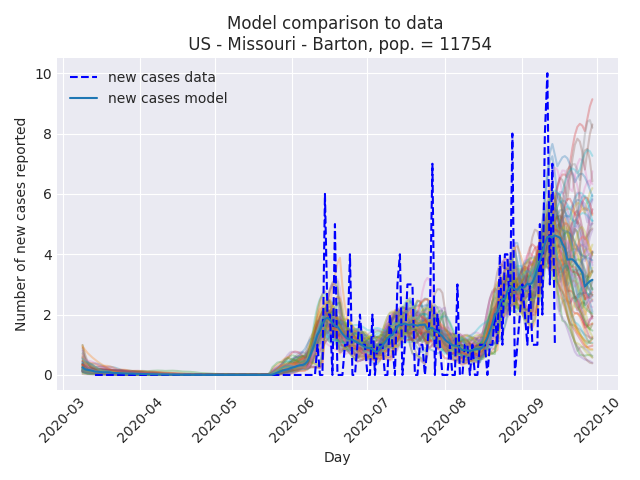 Model comparison to data
US - Missouri - Barton, pop. = 11754
new cases data
new cases model
Number of new cases reported
10
8
6
4
2
0
2020-03
2020-04
2020-05
2020-06
2020-07
2020-08
2020-09
2020-10
Day